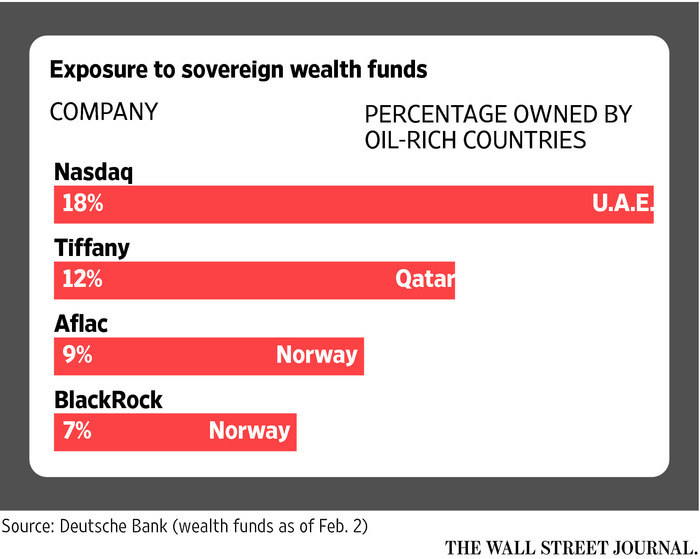 Exposure to sovereign wealth funds
COMPANY
PERCENTAGE OWNED BY
OIL-RICH COUNTRIES
Nasdaq
18% U.A.E.
Tiffany
12% Qatar
Aflac
9% Norway
BlackRock
7% Norway
Source: Deutsche Bank (wealth funds as of Feb. 2)
THE WALL STREET JOURNAL.